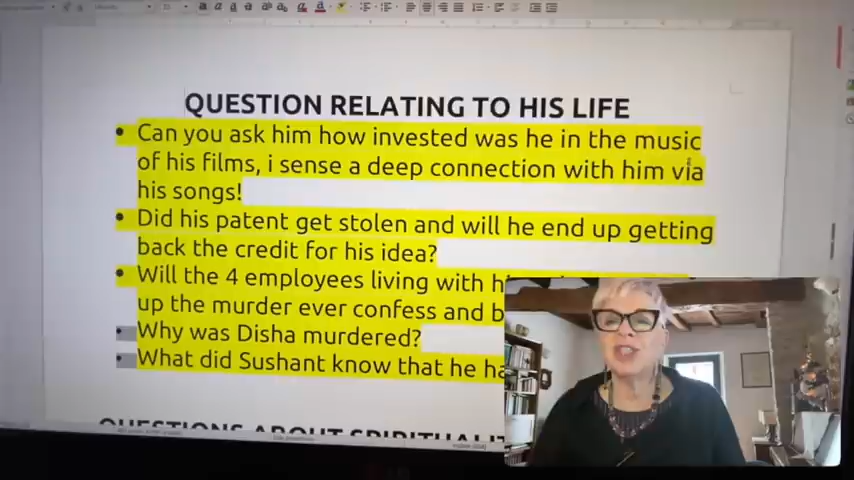 QUESTION RELATING TO HIS LIFE
• Can you ask him how invested was he in the music
of his films, i sense a deep connection with him via
his songs!
• Did his patent get stolen and will he end up getting
back the credit for his idea?
• Will the 4 employees living with
up the murder ever confess and
• Why was Disha murdered?
• What did Sushant know that he
QUESTIONS ABOUT